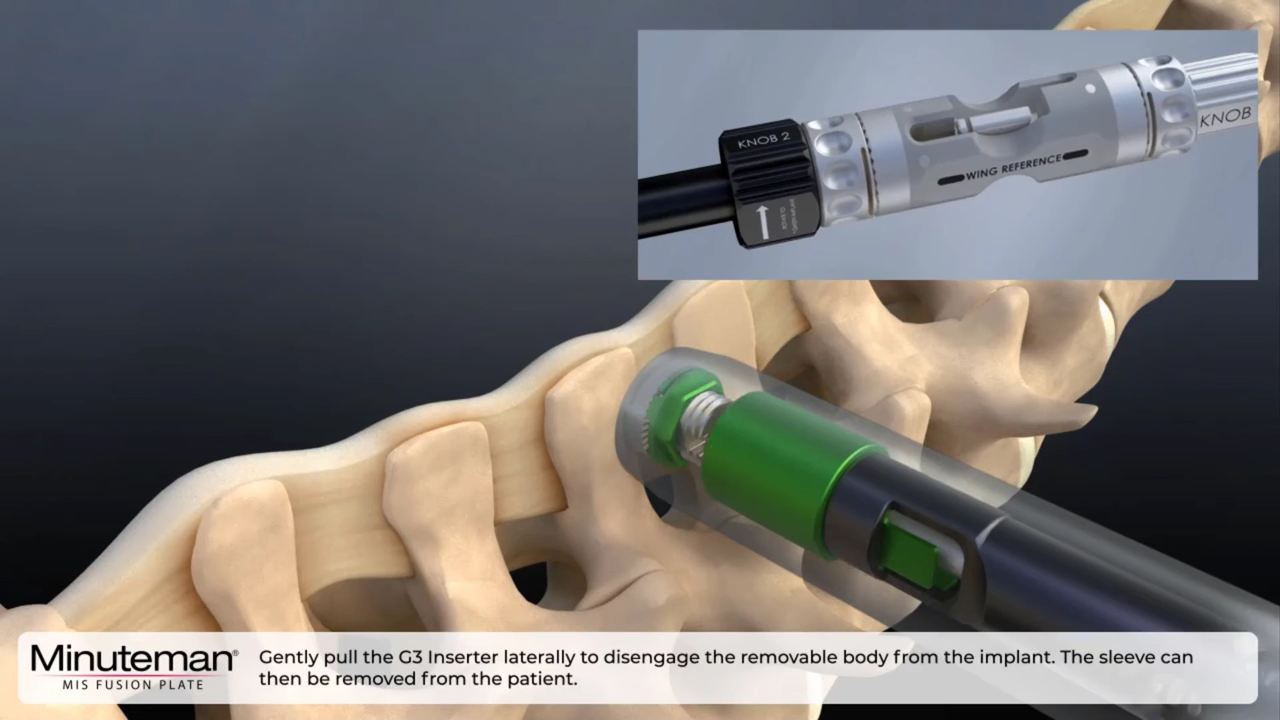 KNOB 2
WING REFERENCE
KNOB
Minuteman®
MIS FUSION PLATE
Gently pull the G3 Inserter laterally to disengage the removable body from the implant. The sleeve can
then be removed from the patient.